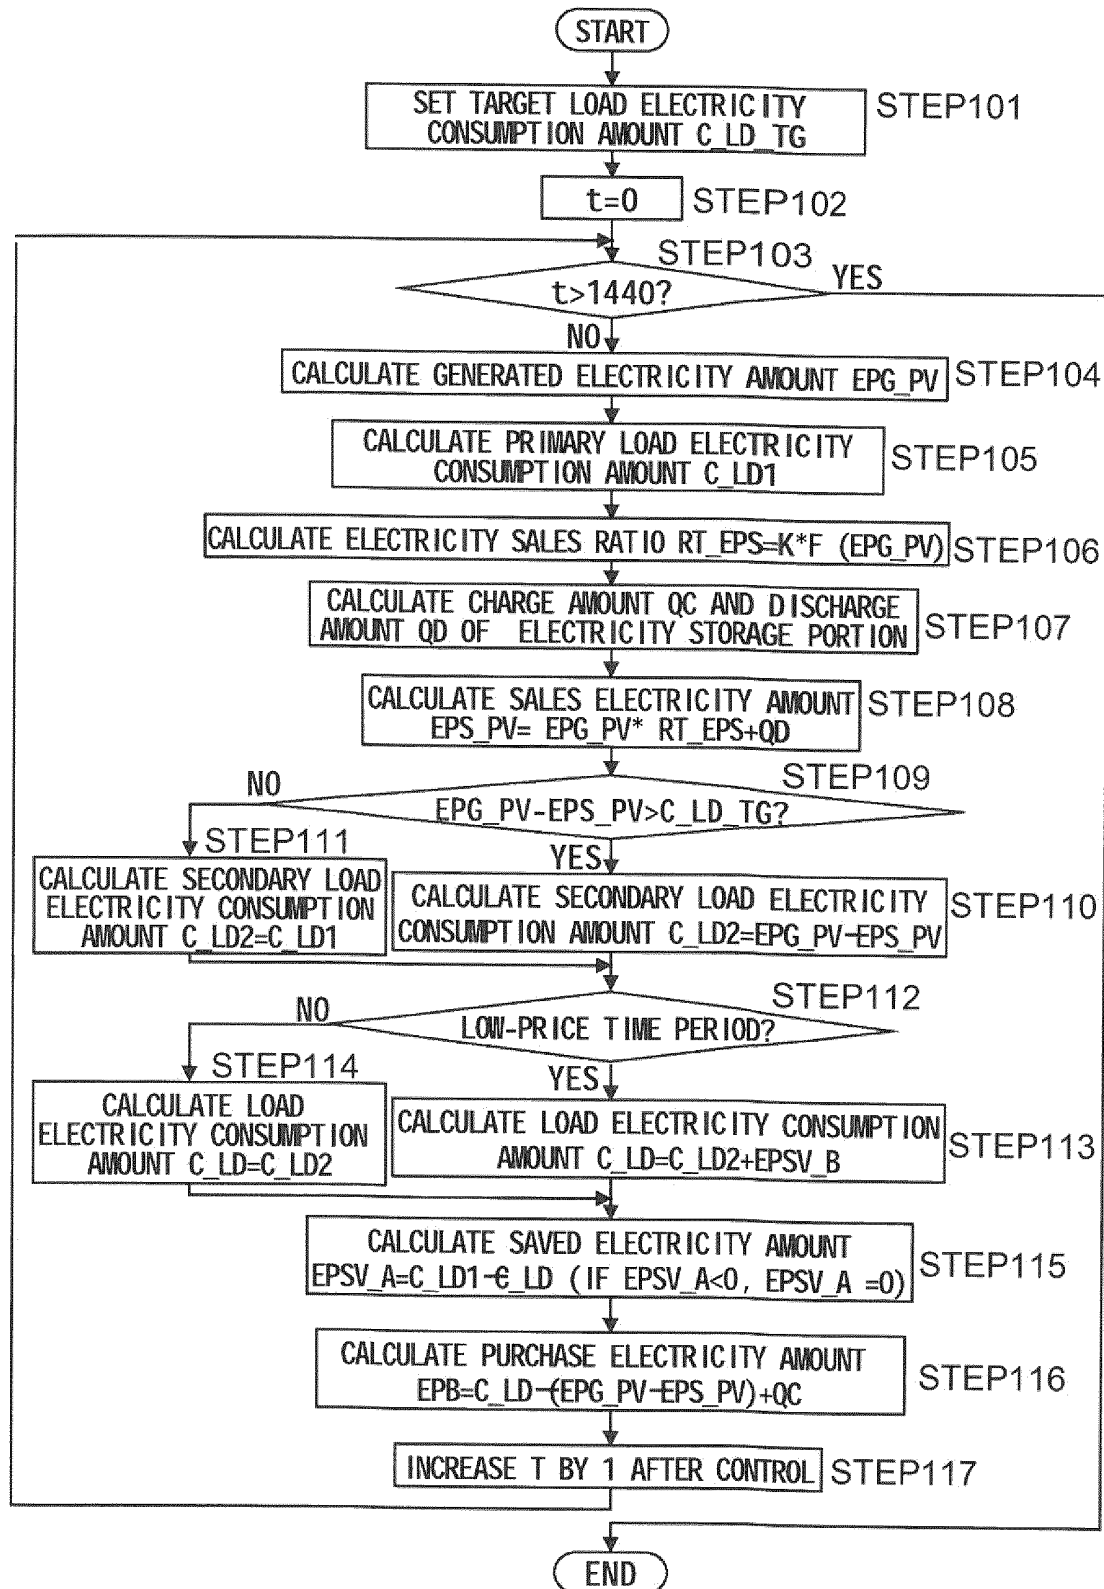 START
SET TARGET LOAD ELECTRICITY
CONSUMPTION AMOUNT C_LD_TG
STEP101
t=0
STEP102
STEP103
t>1440?
YES
NO
CALCULATE GENERATED ELECTRICITY AMOUNT EPG_PV
STEP104
CALCULATE PRIMARY LOAD ELECTRICITY
CONSUMPTION AMOUNT C_LD1
STEP105
CALCULATE ELECTRICITY SALES RATIO RT_EPS=K*F (EPG_PV)
STEP106
CALCULATE CHARGE AMOUNT QC AND DISCHARGE
AMOUNT QD OF ELECTRICITY STORAGE PORTION
STEP107
CALCULATE SALES ELECTRICITY AMOUNT
EPS_PV= EPG_PV* RT_EPS+QD
STEP108
STEP109
NO
EPG_PV-EPS_PV>C_LD_TG?
YES
STEP111
CALCULATE SECONDARY LOAD
ELECTRICITY CONSUMPTION
AMOUNT C_LD2=C_LD1
CALCULATE SECONDARY LOAD ELECTRICITY
CONSUMPTION AMOUNT C_LD2=EPG_PV-EPS_PV
STEP110
STEP112
NO
LOW-PRICE TIME PERIOD?
YES
STEP114
CALCULATE LOAD
ELECTRICITY CONSUMPTION
AMOUNT C_LD=C_LD2
CALCULATE LOAD ELECTRICITY CONSUMPTION
AMOUNT C_LD=C_LD2+EPSV_B
STEP113
CALCULATE SAVED ELECTRICITY AMOUNT
EPSV_A=C_LD1-C_LD (IF EPSV_A<0, EPSV_A =0)
STEP115
CALCULATE PURCHASE ELECTRICITY AMOUNT
EPB=C_LD-(EPG_PV-EPS_PV)+QC
STEP116
INCREASE T BY 1 AFTER CONTROL
STEP117
END